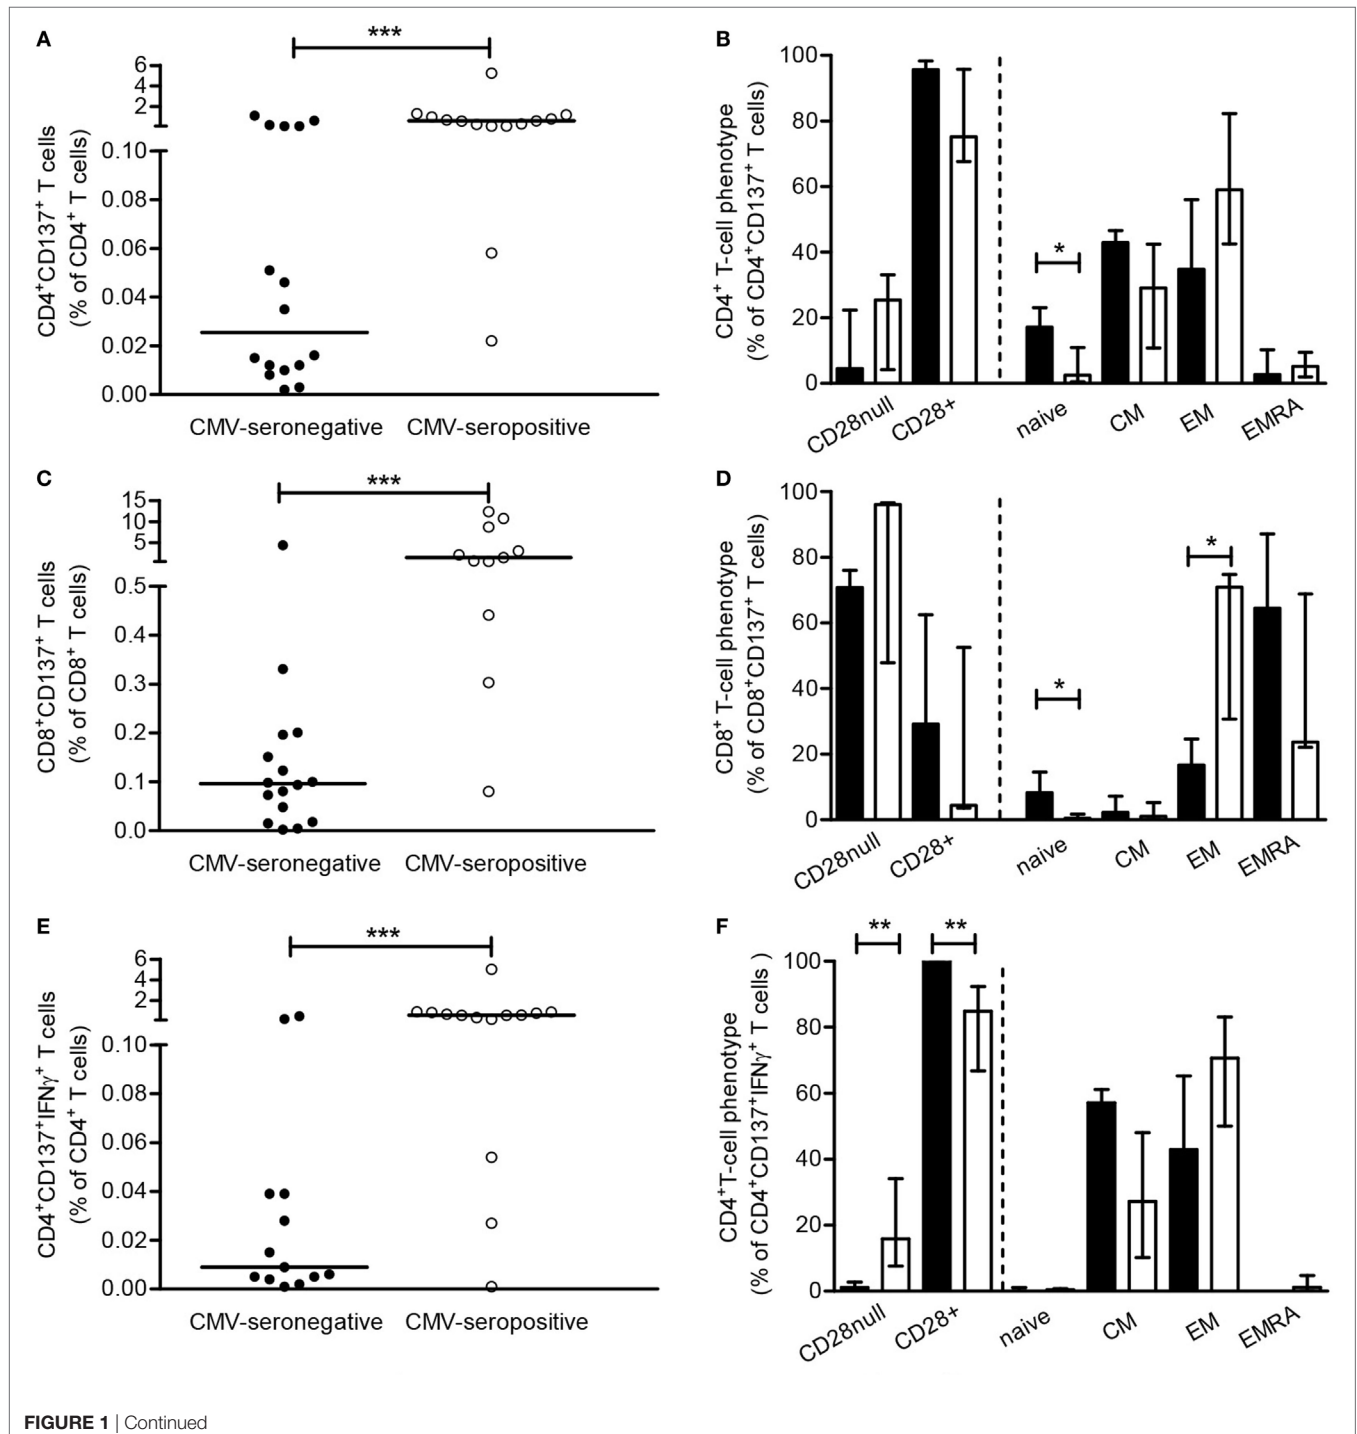 A
***
6
4
2
0.10
0.08
0.06
0.04
0.02
0.00
CD4⁺CD137⁺ T cells
(% of CD4⁺ T cells)
CMV-seronegative CMV-seropositive
B
100
80
60
40
20
0
CD4⁺ T-cell phenotype
(% of CD4⁺CD137⁺ T cells)
*
CD28null CD28+ naive CM EM EMRA
C
***
15
10
5
0.5
0.4
0.3
0.2
0.1
0.0
CD8⁺CD137⁺ T cells
(% of CD8⁺ T cells)
CMV-seronegative CMV-seropositive
D
100
80
60
40
20
0
CD8⁺ T-cell phenotype
(% of CD8⁺CD137⁺ T cells)
*
*
CD28null CD28+ naive CM EM EMRA
E
***
6
4
2
0.10
0.08
0.06
0.04
0.02
0.00
CD4⁺CD137⁺IFNγ⁺ T cells
(% of CD4⁺ T cells)
CMV-seronegative CMV-seropositive
F
** **
100
80
60
40
20
0
CD4⁺T-cell phenotype
(% of CD4⁺CD137⁺IFNγ⁺ T cells )
CD28null CD28+ naive CM EM EMRA
FIGURE 1 | Continued